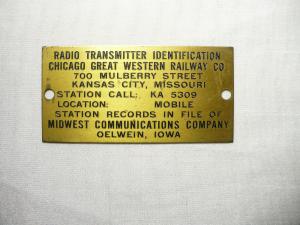 RADIO TRANSMITTER IDENTIFICATION
CHICAGO GREAT WESTERN RAILWAY CO.
700 MULBERRY STREET
KANSAS CITY, MISSOURI
STATION CALL: KA 5309
LOCATION: MOBILE
STATION RECORDS IN FILE OF
MIDWEST COMMUNICATIONS COMPANY
OELWEIN, IOWA